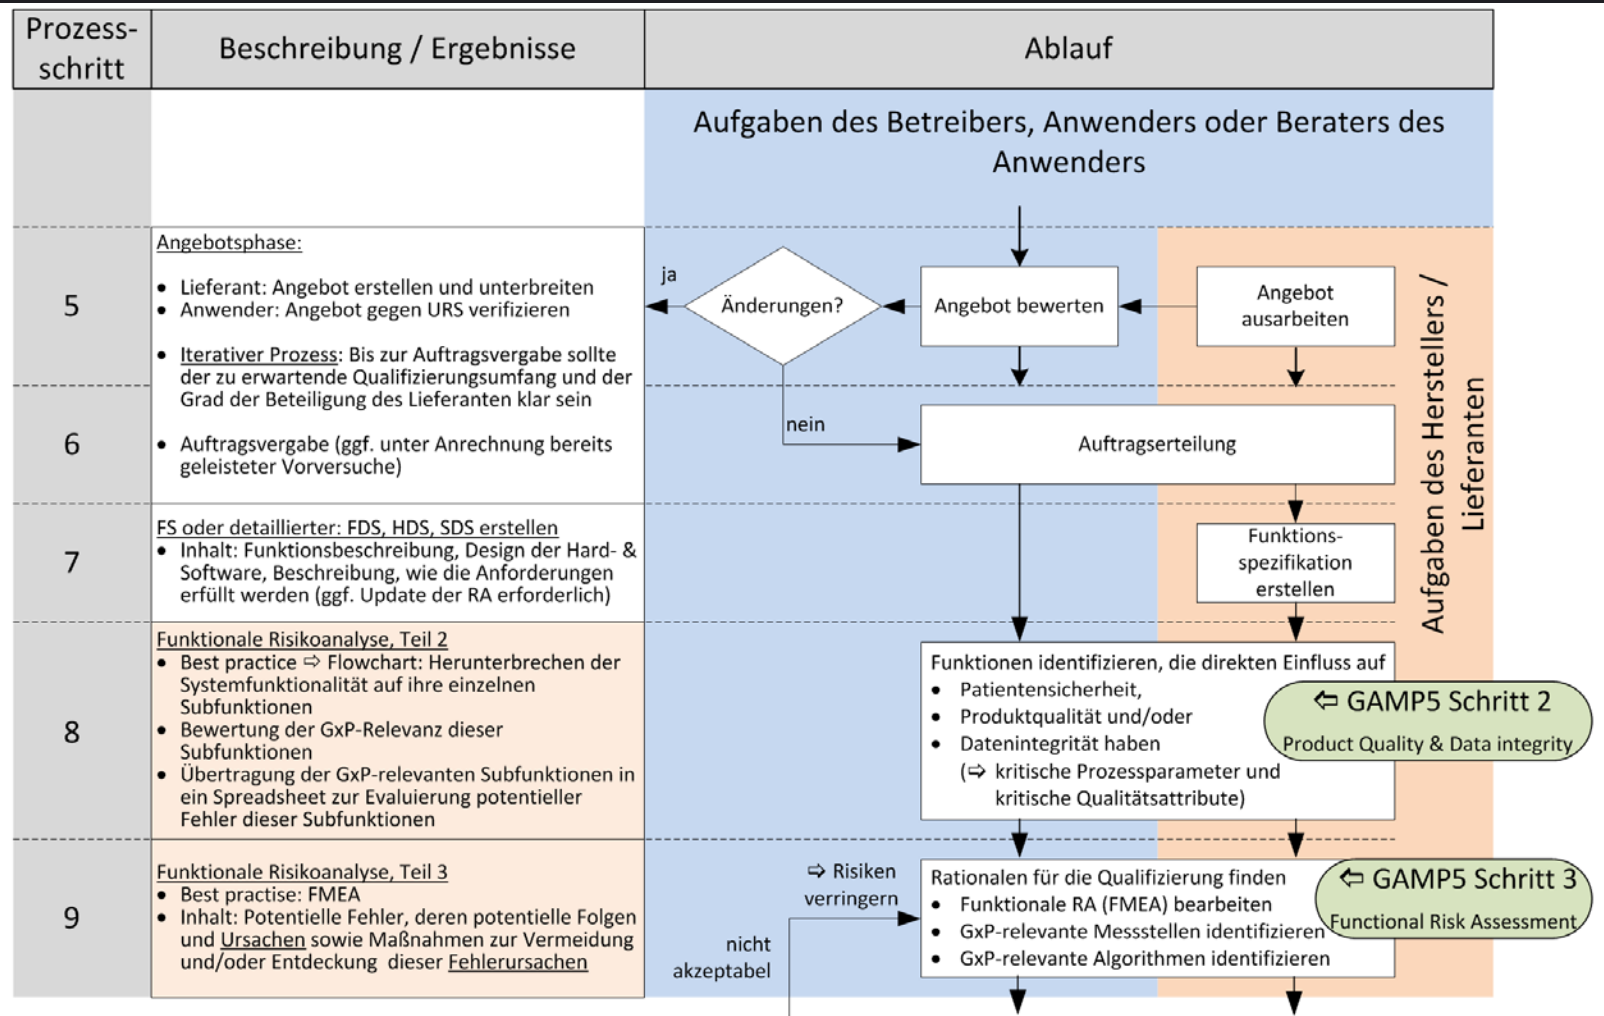 Prozess-
schritt
Beschreibung / Ergebnisse
Ablauf
Aufgaben des Betreibers, Anwenders oder Beraters des
Anwenders
5
Angebotsphase:
• Lieferant: Angebot erstellen und unterbreiten
• Anwender: Angebot gegen URS verifizieren
• Iterativer Prozess: Bis zur Auftragsvergabe sollte
der zu erwartende Qualifizierungsumfang und der
Grad der Beteiligung des Lieferanten klar sein
ja
Änderungen?
Angebot bewerten
Angebot
ausarbeiten
Aufgaben des Herstellers /
Lieferanten
6
• Auftragsvergabe (ggf. unter Anrechnung bereits
geleisteter Vorversuche)
nein
Auftragserteilung
7
FS oder detaillierter: FDS, HDS, SDS erstellen
• Inhalt: Funktionsbeschreibung, Design der Hard- &
Software, Beschreibung, wie die Anforderungen
erfüllt werden (ggf. Update der RA erforderlich)
Funktions-
spezifikation
erstellen
8
Funktionale Risikoanalyse, Teil 2
• Best practice ⇨ Flowchart: Herunterbrechen der
Systemfunktionalität auf ihre einzelnen
Subfunktionen
• Bewertung der GxP-Relevanz dieser
Subfunktionen
• Übertragung der GxP-relevanten Subfunktionen in
ein Spreadsheet zur Evaluierung potentieller
Fehler dieser Subfunktionen
Funktionen identifizieren, die direkten Einfluss auf
• Patientensicherheit,
• Produktqualität und/oder
• Datenintegrität haben
(⇨ kritische Prozessparameter und
kritische Qualitätsattribute)
⇦ GAMP5 Schritt 2
Product Quality & Data integrity
9
Funktionale Risikoanalyse, Teil 3
• Best practise: FMEA
• Inhalt: Potentielle Fehler, deren potentielle Folgen
und Ursachen sowie Maßnahmen zur Vermeidung
und/oder Entdeckung dieser Fehlerursachen
⇨ Risiken
verringern
nicht
akzeptabel
Rationalen für die Qualifizierung finden
• Funktionale RA (FMEA) bearbeiten
• GxP-relevante Messstellen identifizieren
• GxP-relevante Algorithmen identifizieren
⇦ GAMP5 Schritt 3
Functional Risk Assessment